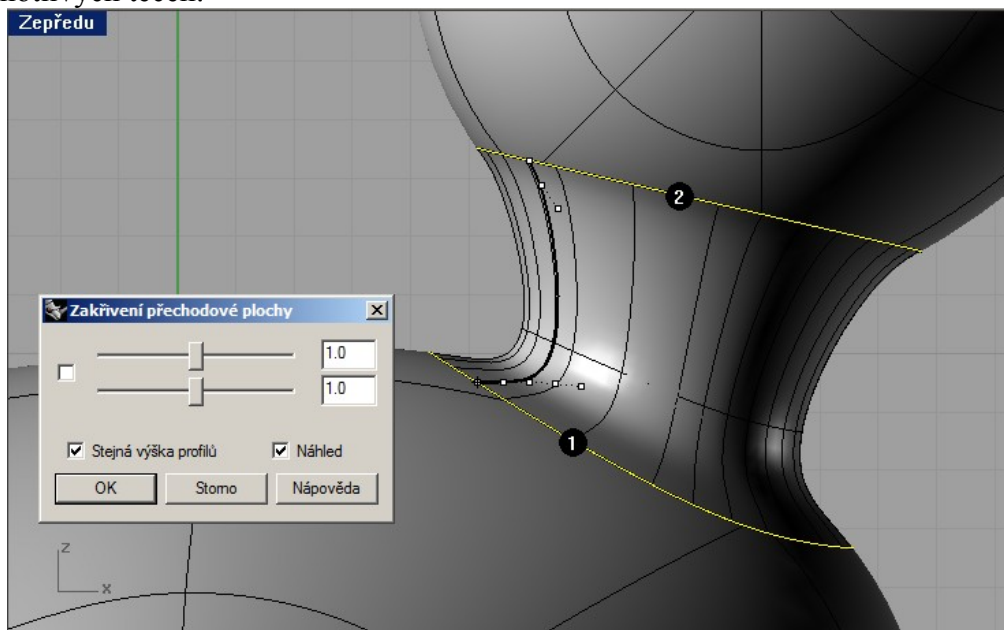 Zepředu
2
Zakřivení přechodové plochy
1.0
1.0
1
Stejná výška profilů
Náhled
OK
Storno
Nápověda
z
x